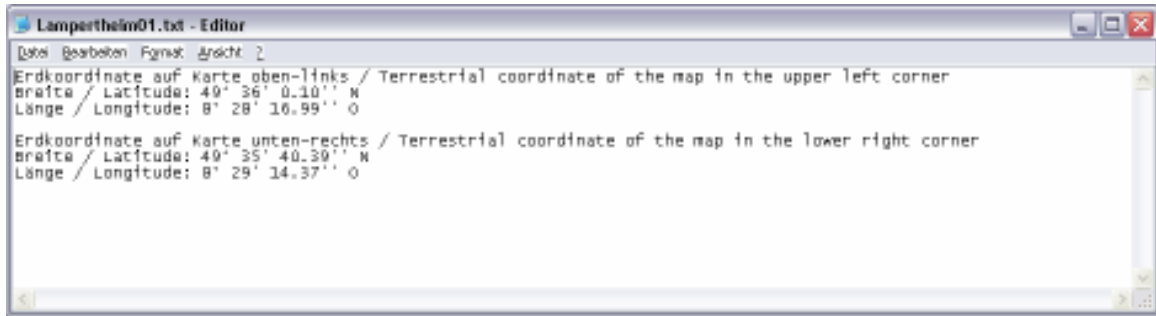 Lampertheim01.txt - Editor
Datei Bearbeiten Format Ansicht ?
Erdkoordinate auf Karte oben-links / Terrestrial coordinate of the map in the upper left corner
Breite / Latitude: 49° 36' 0.10'' N
Länge / Longitude: 8° 28' 16.99'' O
Erdkoordinate auf Karte unten-rechts / Terrestrial coordinate of the map in the lower right corner
Breite / Latitude: 49° 35' 40.39'' N
Länge / Longitude: 8° 29' 14.37'' O